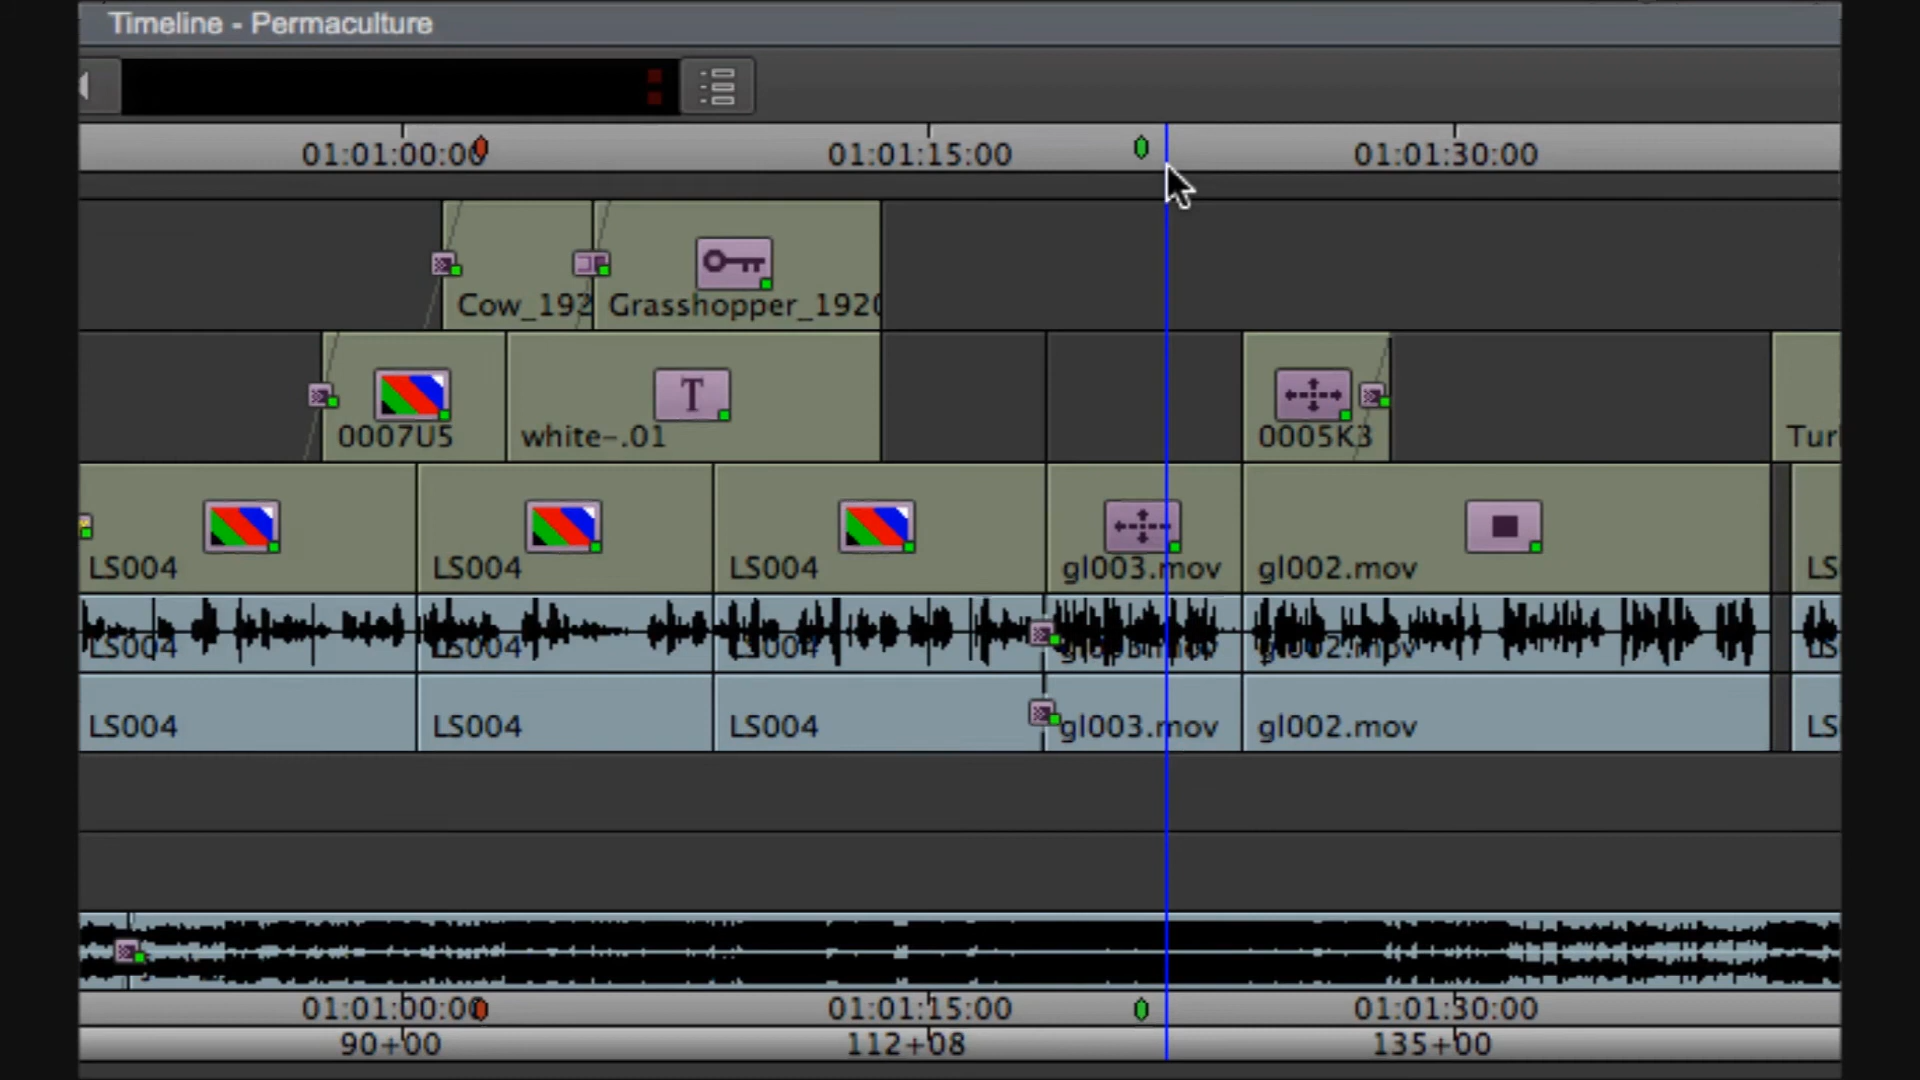 Timeline - Permaculture
01:01:00:00 01:01:15:00 01:01:30:00
Cow_192 Grasshopper_1920
0007U5 white-.01 T 0005K3 Turl
LS004 LS004 LS004 gl003.mov gl002.mov LS
LS004 LS004 LS004 gl003.mov gl002.mov LS
LS004 LS004 LS004 gl003.mov gl002.mov LS
01:01:00:00 01:01:15:00 01:01:30:00
90+00 112+08 135+00